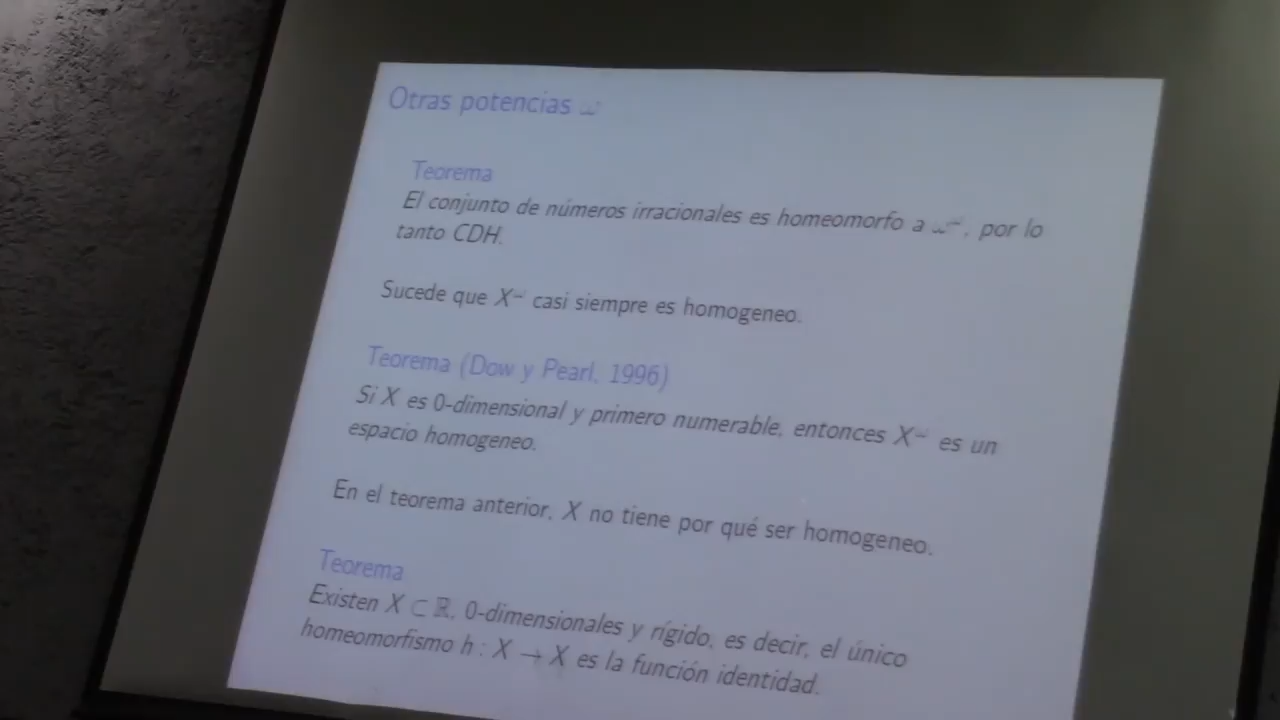 Otras potencias ω
Teorema
El conjunto de números irracionales es homeomorfo a ω^ω, por lo
tanto CDH.
Sucede que X^ω casi siempre es homogeneo.
Teorema (Dow y Pearl, 1996)
Si X es 0-dimensional y primero numerable, entonces X^ω es un
espacio homogeneo.
En el teorema anterior, X no tiene por qué ser homogeneo.
Teorema
Existen X ⊂ ℝ, 0-dimensionales y rígido, es decir, el único
homeomorfismo h : X → X es la función identidad.